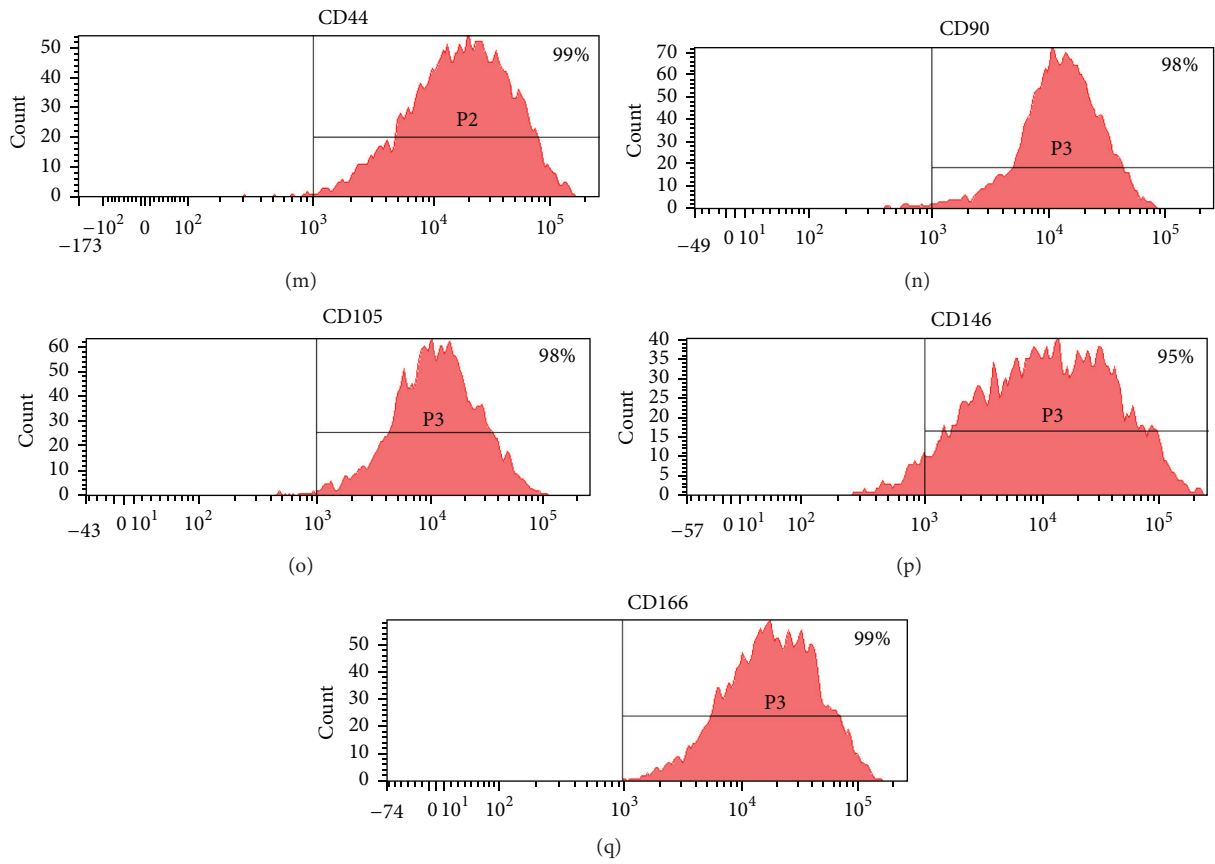 CD44
99%
P2
Count
50
40
30
20
10
0
−10² 0 10² 10³ 10⁴ 10⁵
−173
(m)
CD90
98%
P3
Count
70
60
50
40
30
20
10
0
−49 0 10¹ 10² 10³ 10⁴ 10⁵
(n)
CD105
98%
P3
Count
60
50
40
30
20
10
0
−43 0 10¹ 10² 10³ 10⁴ 10⁵
(o)
CD146
95%
P3
Count
40
35
30
25
20
15
10
5
0
−57 0 10¹ 10² 10³ 10⁴ 10⁵
(p)
CD166
99%
P3
Count
50
40
30
20
10
0
−74 0 10¹ 10² 10³ 10⁴ 10⁵
(q)